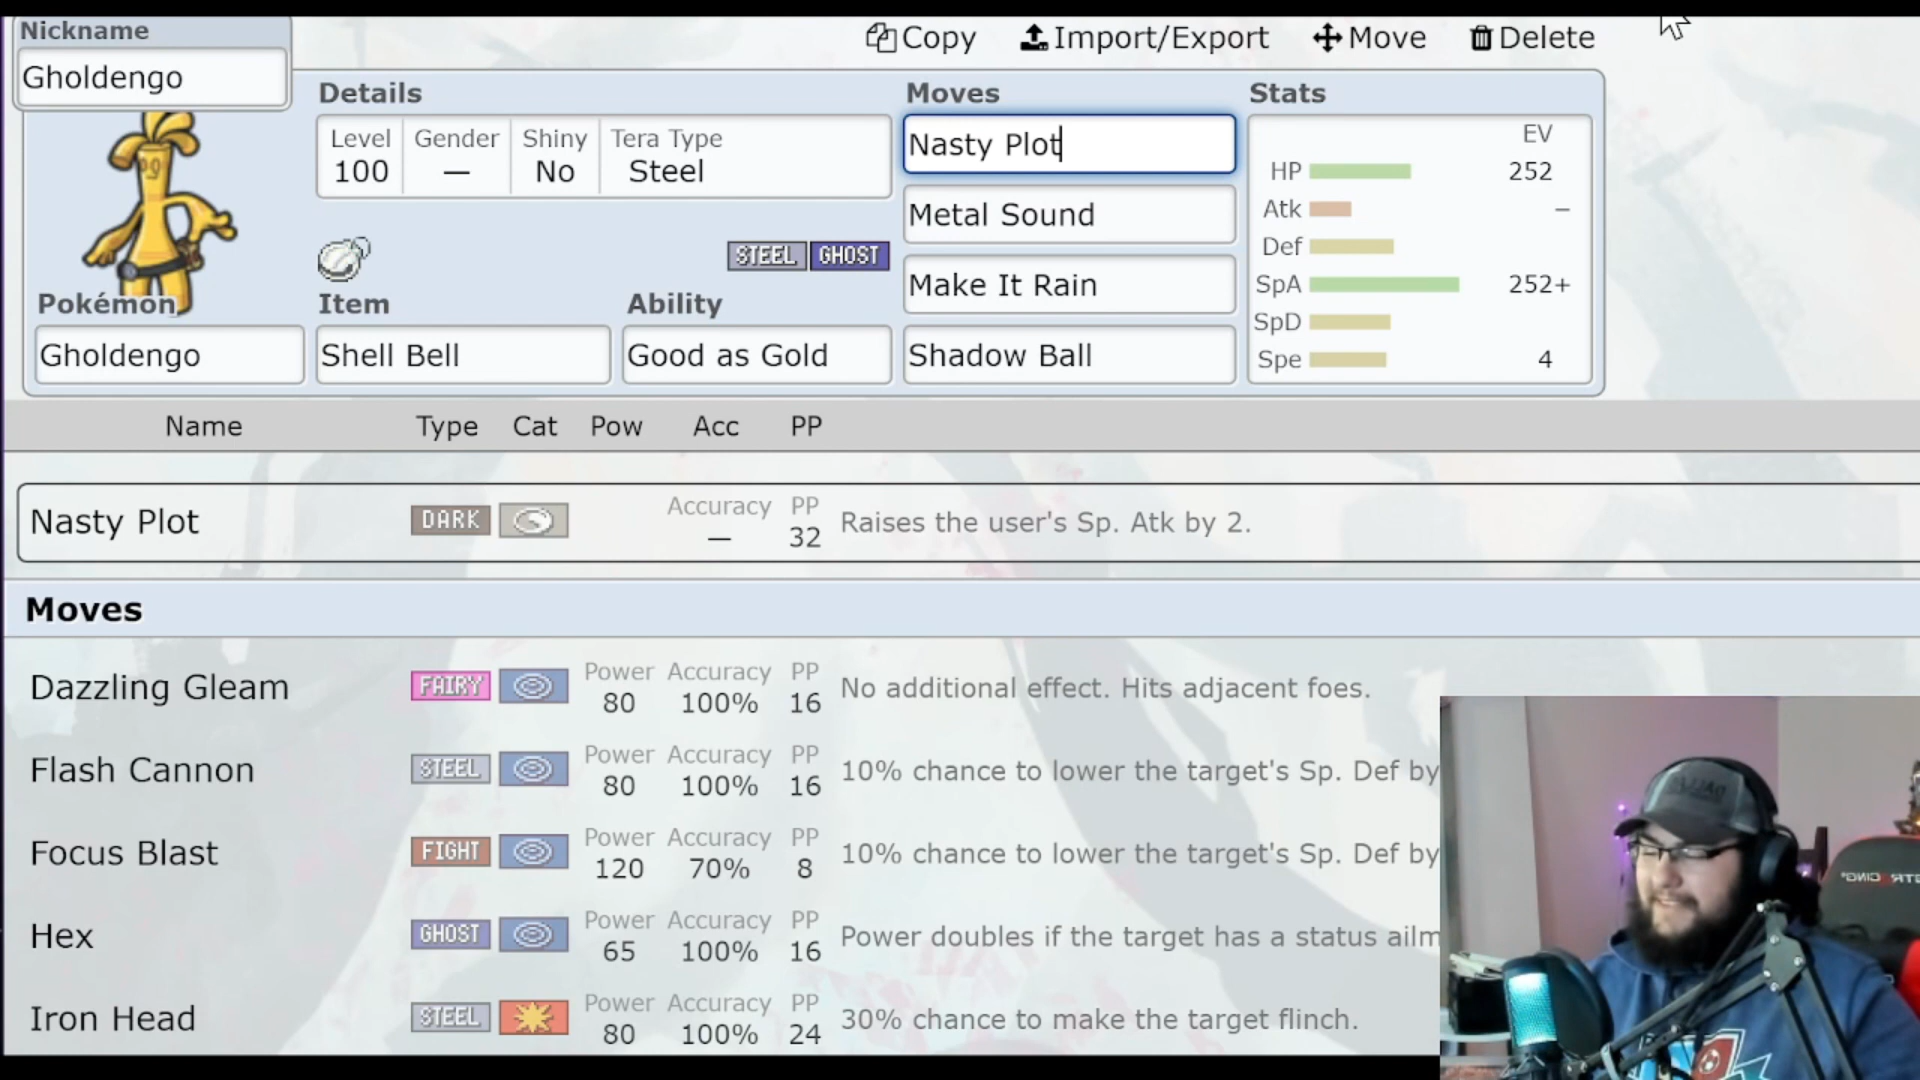 Nickname
Gholdengo
Copy Import/Export Move Delete
Details
Level Gender Shiny Tera Type
100 — No Steel
STEEL GHOST
Pokémon Item Ability
Gholdengo Shell Bell Good as Gold
Moves
Nasty Plot
Metal Sound
Make It Rain
Shadow Ball
Stats
EV
HP 252
Atk –
Def
SpA 252+
SpD
Spe 4
Name Type Cat Pow Acc PP
Nasty Plot DARK Accuracy — PP 32 Raises the user's Sp. Atk by 2.
Moves
Dazzling Gleam FAIRY Power 80 Accuracy 100% PP 16 No additional effect. Hits adjacent foes.
Flash Cannon STEEL Power 80 Accuracy 100% PP 16 10% chance to lower the target's Sp. Def by
Focus Blast FIGHT Power 120 Accuracy 70% PP 8 10% chance to lower the target's Sp. Def by
Hex GHOST Power 65 Accuracy 100% PP 16 Power doubles if the target has a status ailm
Iron Head STEEL Power 80 Accuracy 100% PP 24 30% chance to make the target flinch.